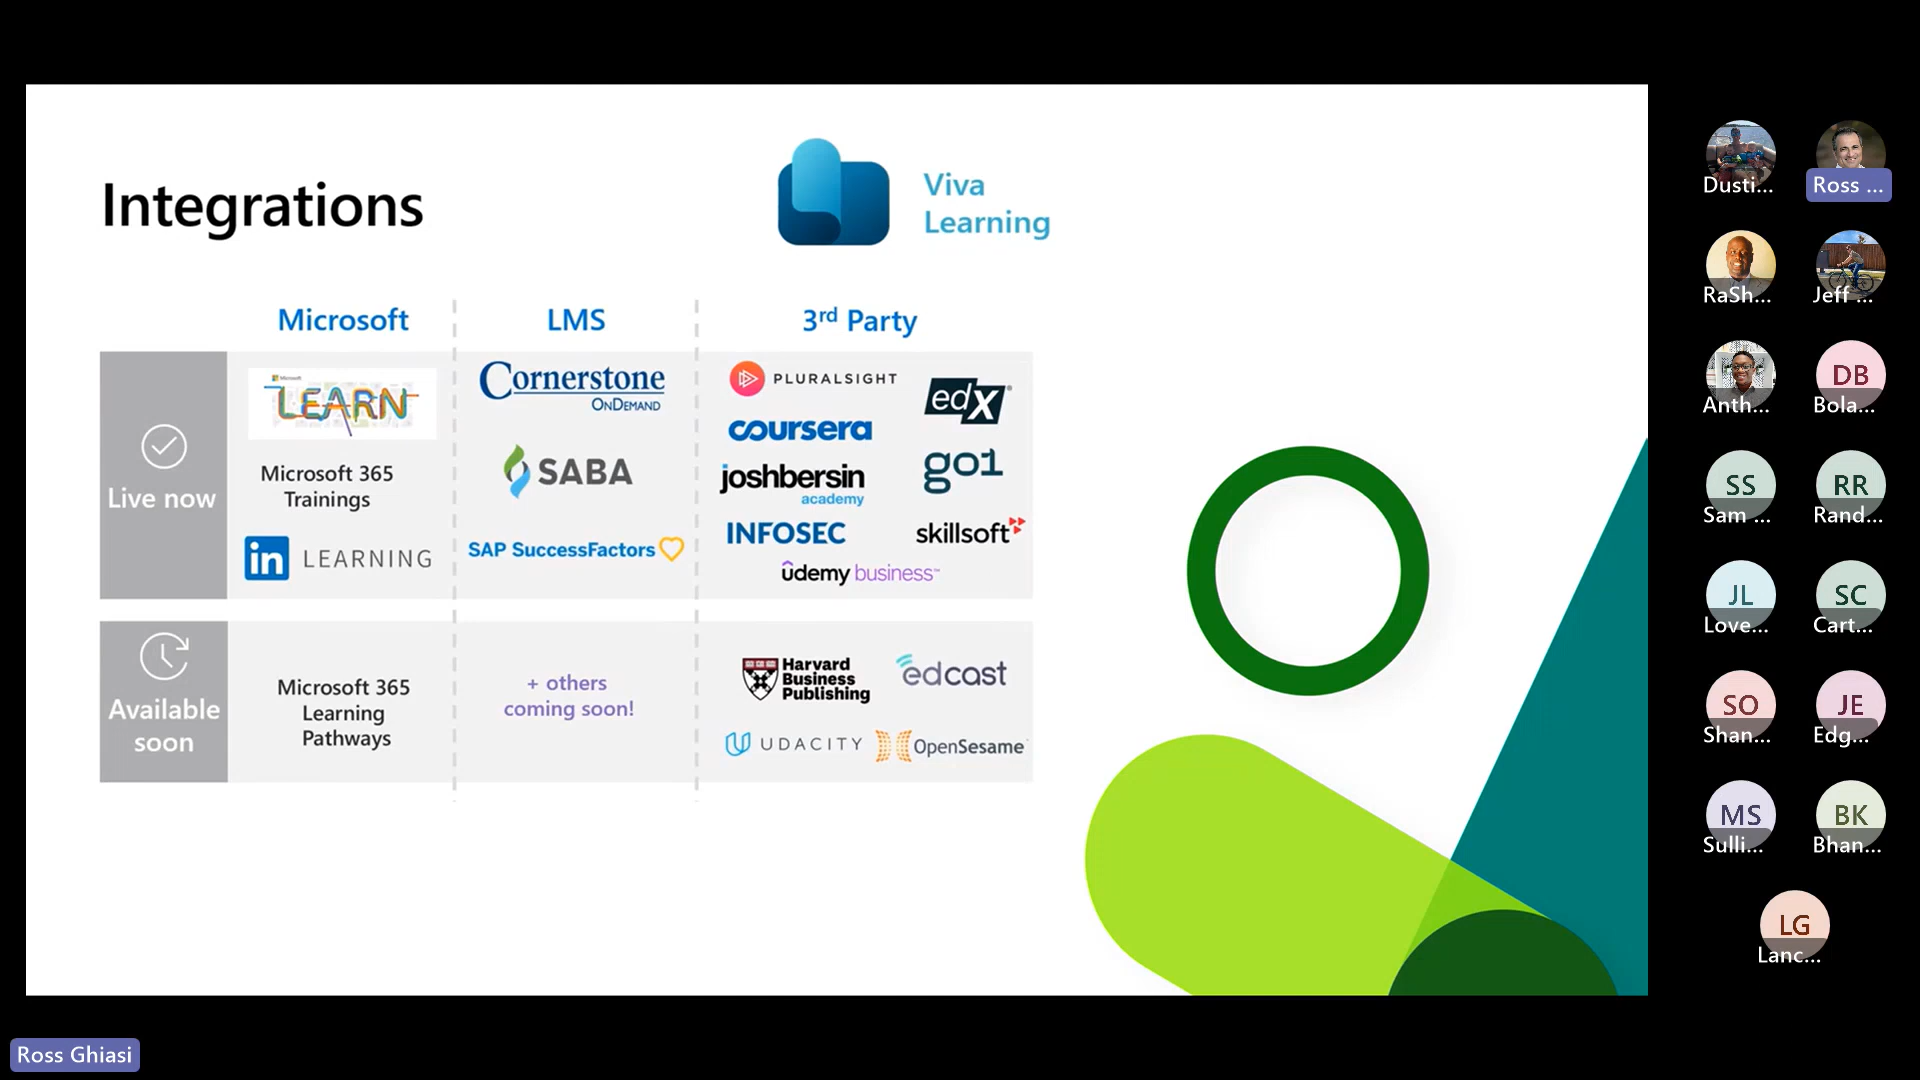 Integrations
Viva
Learning
Microsoft
LMS
3rd Party
Live now
Microsoft
LEARN
Microsoft 365
Trainings
in LEARNING
Cornerstone
OnDemand
SABA
SAP SuccessFactors
PLURALSIGHT
edX
coursera
go1
joshbersin
academy
INFOSEC
skillsoft
udemy business
Available
soon
Microsoft 365
Learning
Pathways
+ others
coming soon!
Harvard
Business
Publishing
edcast
UDACITY
OpenSesame
Dusti...
Ross ...
RaSh...
Jeff ...
Anth...
DB
Bola...
SS
Sam ...
RR
Rand...
JL
Love...
SC
Cart...
SO
Shan...
JE
Edg...
MS
Sulli...
BK
Bhan...
LG
Lanc...
Ross Ghiasi